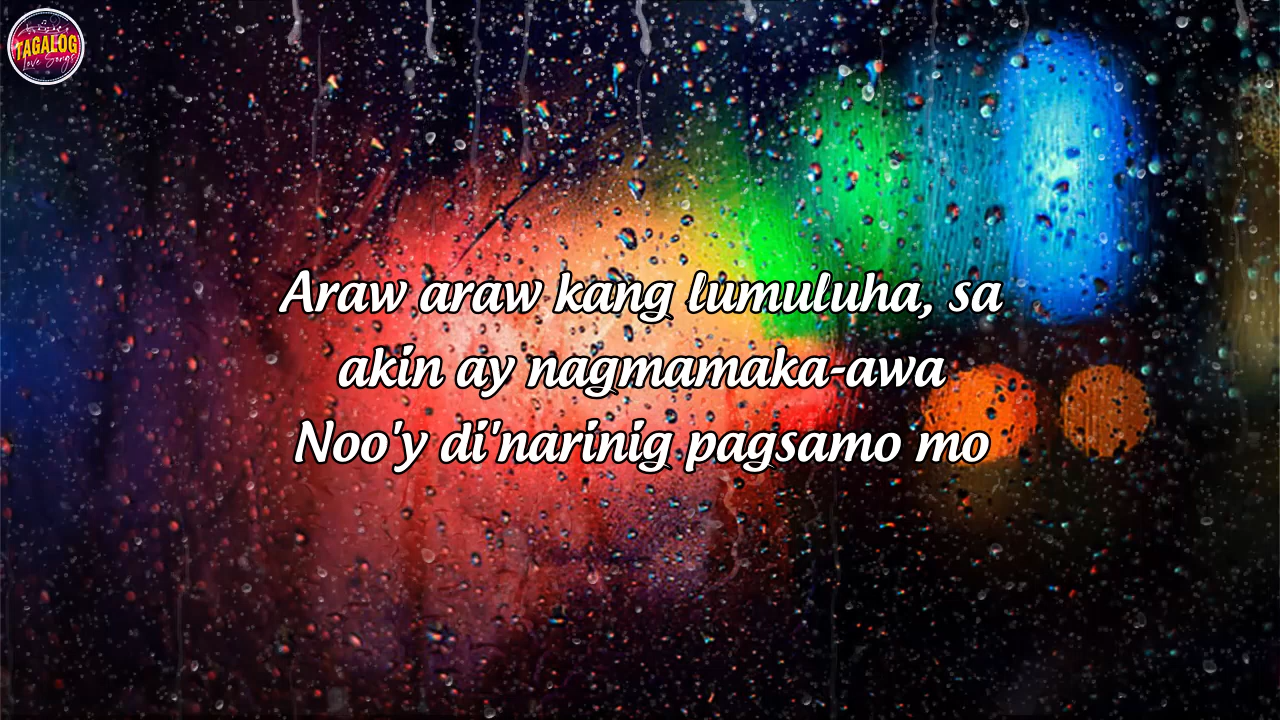 TAGALOG
Love Songs
Araw araw kang lumuluha, sa
akin ay nagmamaka-awa
Noo'y di'narinig pagsamo mo